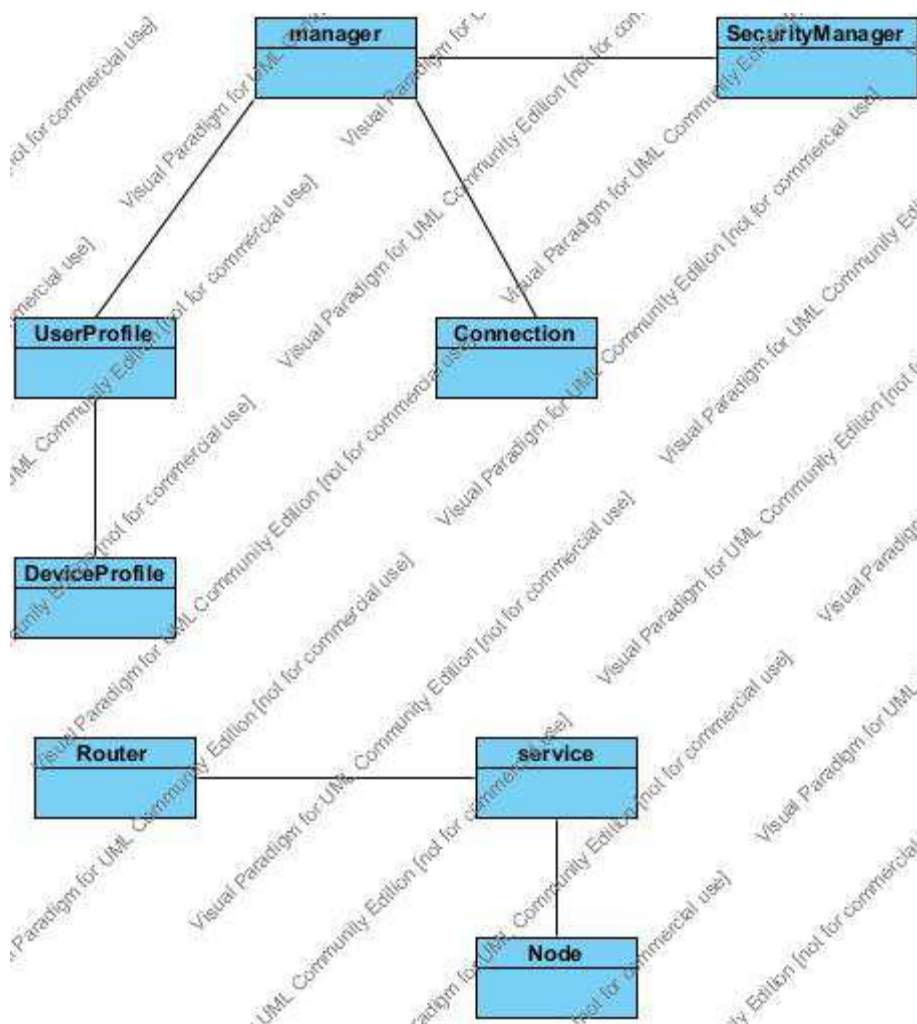 manager
SecurityManager
UserProfile
Connection
DeviceProfile
Router
service
Node
Visual Paradigm for UML Community Edition [not for commercial use]